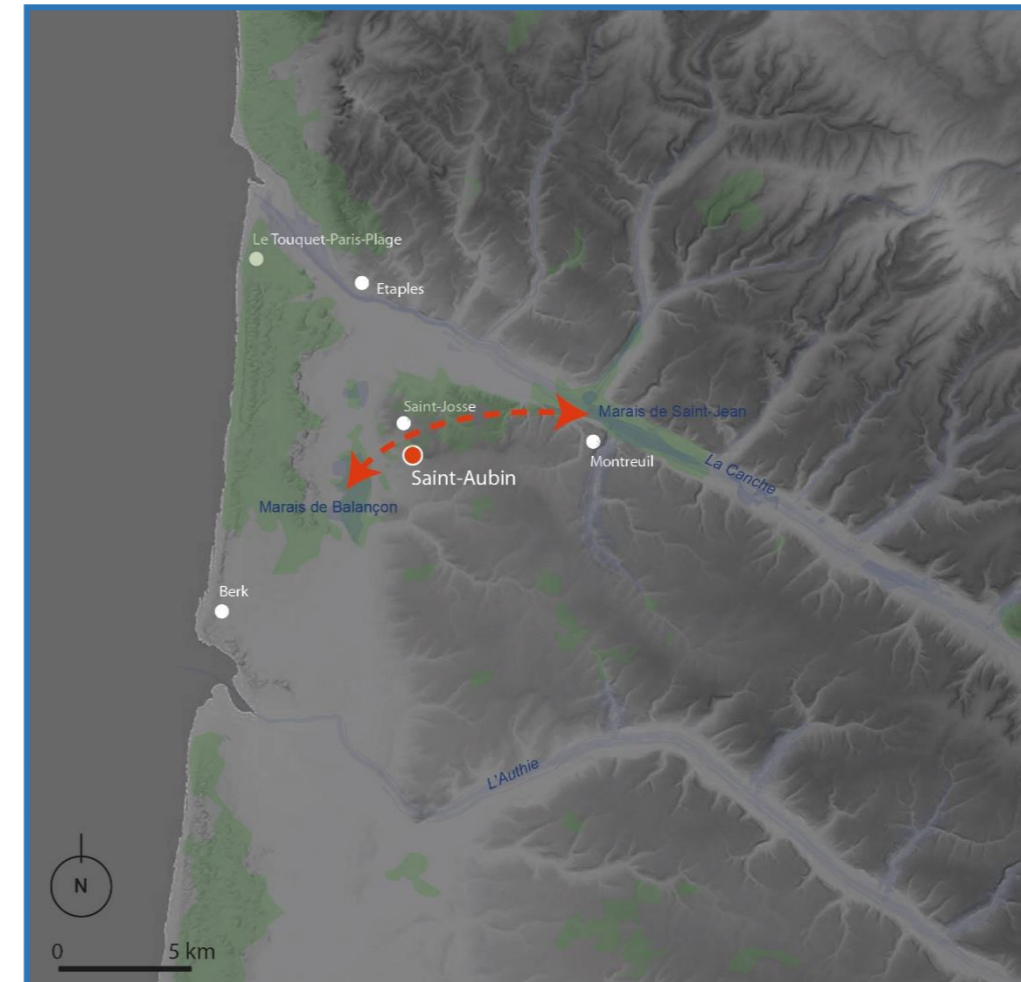 Le Touquet-Paris-Plage
Etaples
Saint-Josse
Marais de Saint-Jean
Montreuil
La Canche
Saint-Aubin
Marais de Balançon
Berk
L'Authie
N
0 5 km